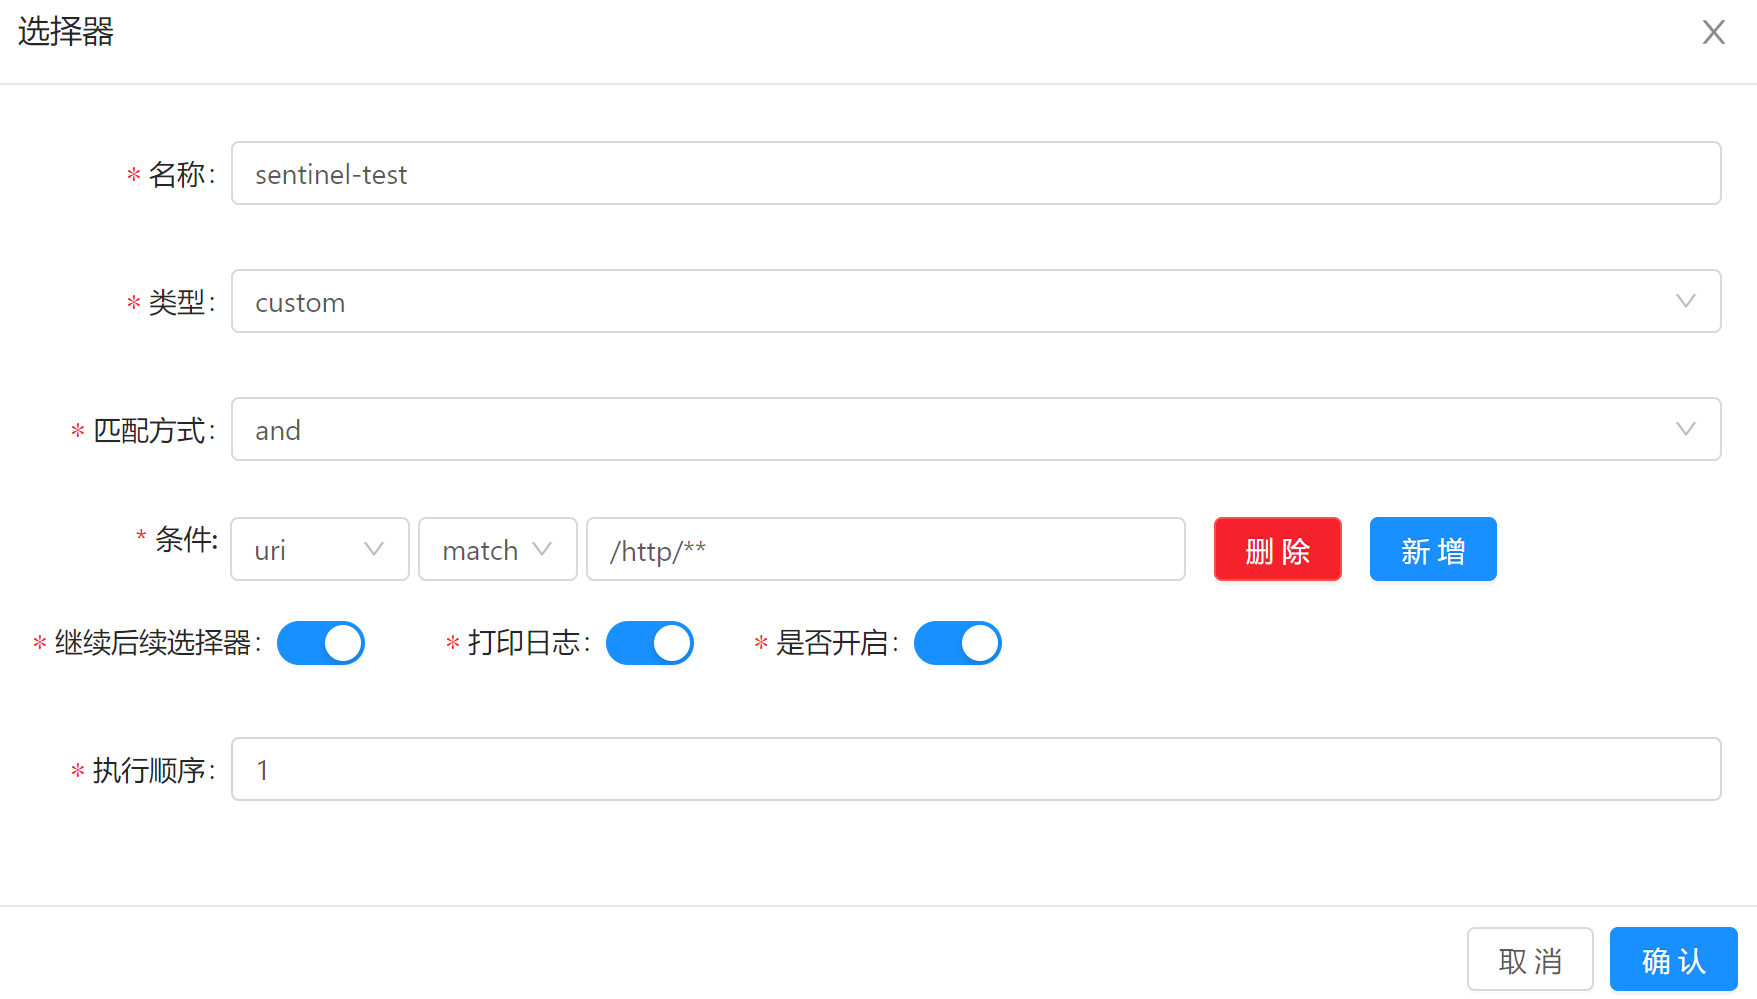 选择器
* 名称: sentinel-test
* 类型: custom
* 匹配方式: and
* 条件: uri match /http/** 删 除 新 增
* 继续后续选择器: * 打印日志: * 是否开启:
* 执行顺序: 1
取 消 确 认